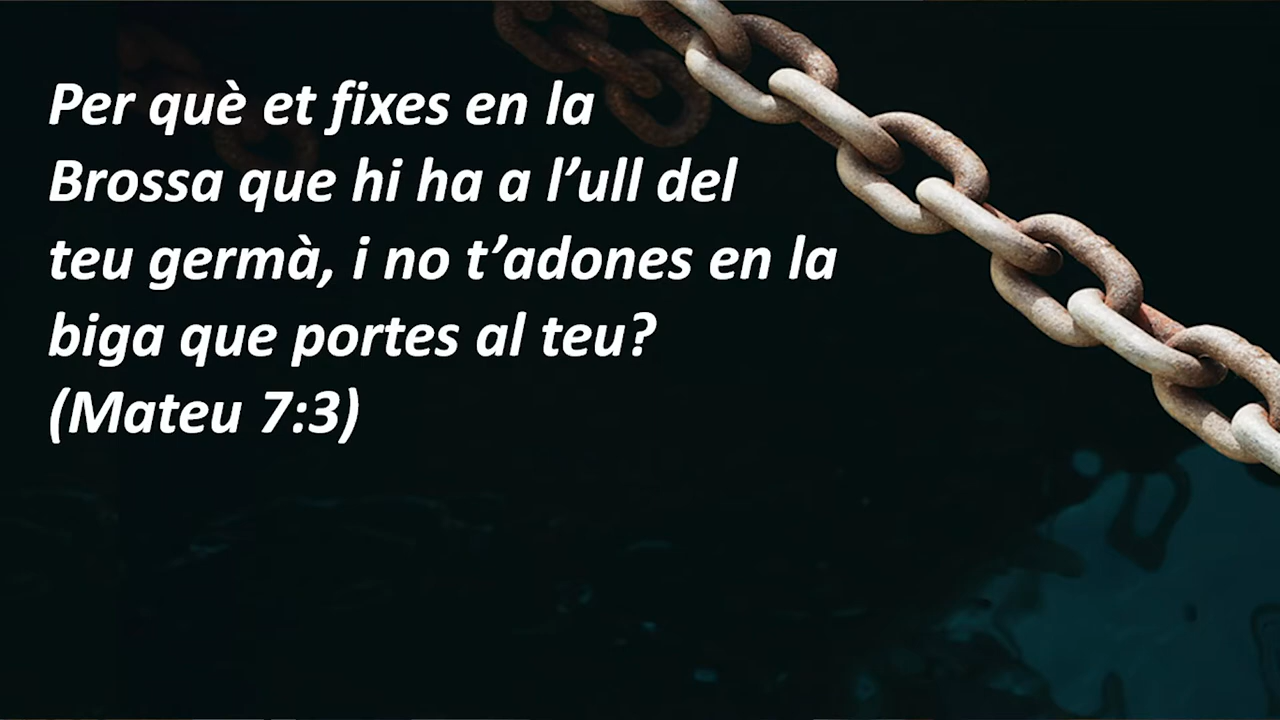 Per què et fixes en la
Brossa que hi ha a l’ull del
teu germà, i no t’adones en la
biga que portes al teu?
(Mateu 7:3)